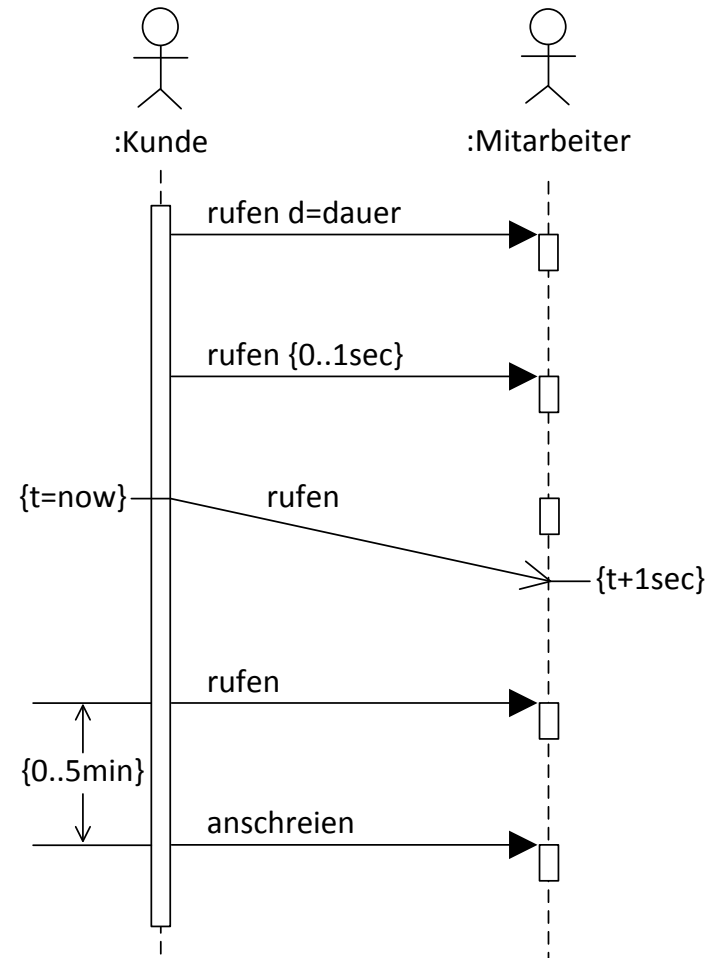 :Kunde
:Mitarbeiter
rufen d=dauer
rufen {0..1sec}
{t=now}
rufen
{t+1sec}
rufen
{0..5min}
anschreien